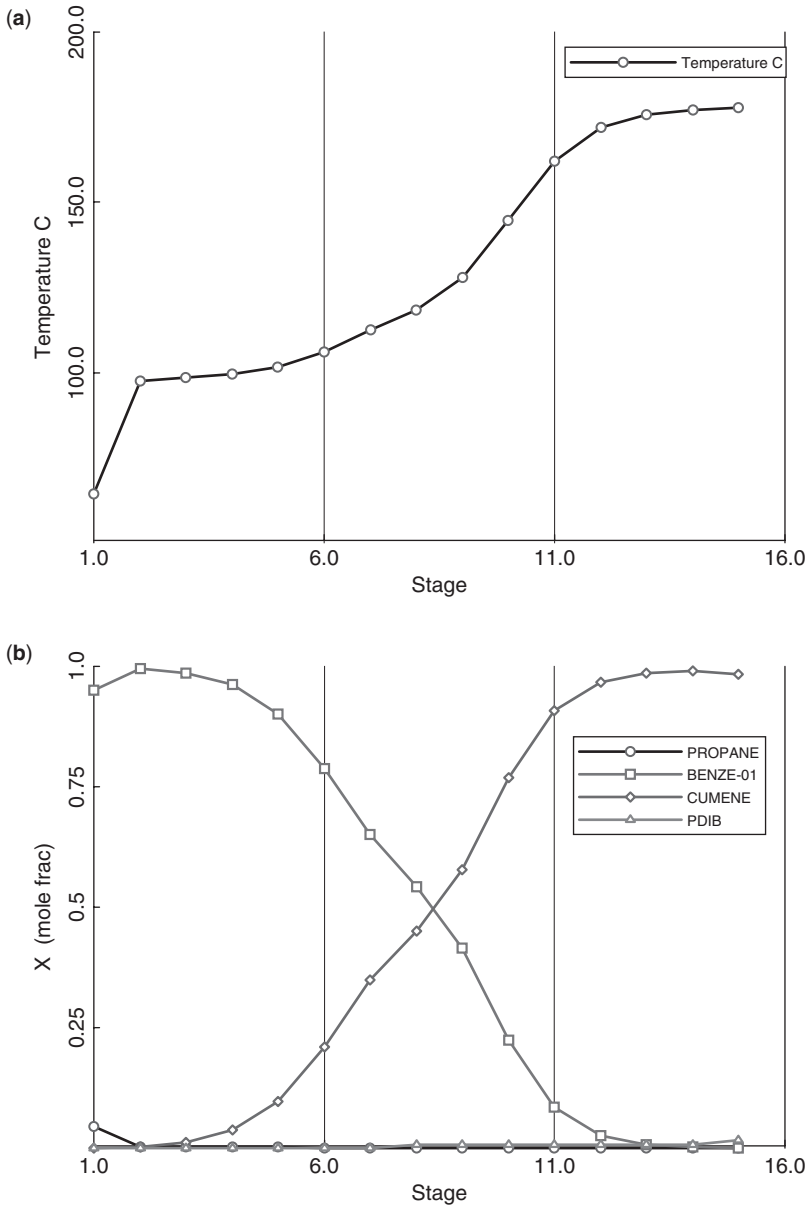 (a)
200.0
Temperature C
150.0
Temperature C
100.0
1.0 6.0 11.0 16.0
Stage
(b)
1.0
PROPANE
BENZE-01
CUMENE
PDIB
0.75
X (mole frac)
0.5
0.25
1.0 6.0 11.0 16.0
Stage